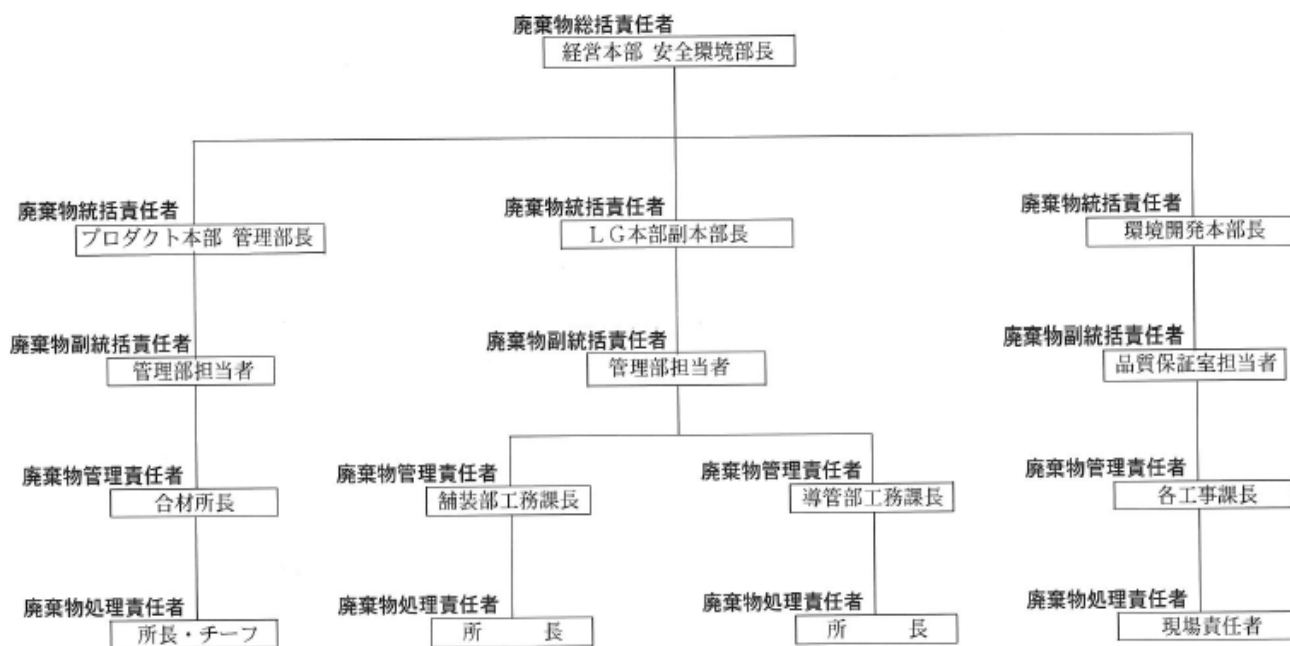 廃棄物総括責任者
経営本部 安全環境部長
廃棄物統括責任者
プロダクト本部 管理部長
廃棄物統括責任者
ＬＧ本部副本部長
廃棄物統括責任者
環境開発本部長
廃棄物副統括責任者
管理部担当者
廃棄物副統括責任者
管理部担当者
廃棄物副統括責任者
品質保証室担当者
廃棄物管理責任者
合材所長
廃棄物管理責任者
舗装部工務課長
廃棄物管理責任者
導管部工務課長
廃棄物管理責任者
各工事課長
廃棄物処理責任者
所長・チーフ
廃棄物処理責任者
所　　　長
廃棄物処理責任者
所　　　長
廃棄物処理責任者
現場責任者